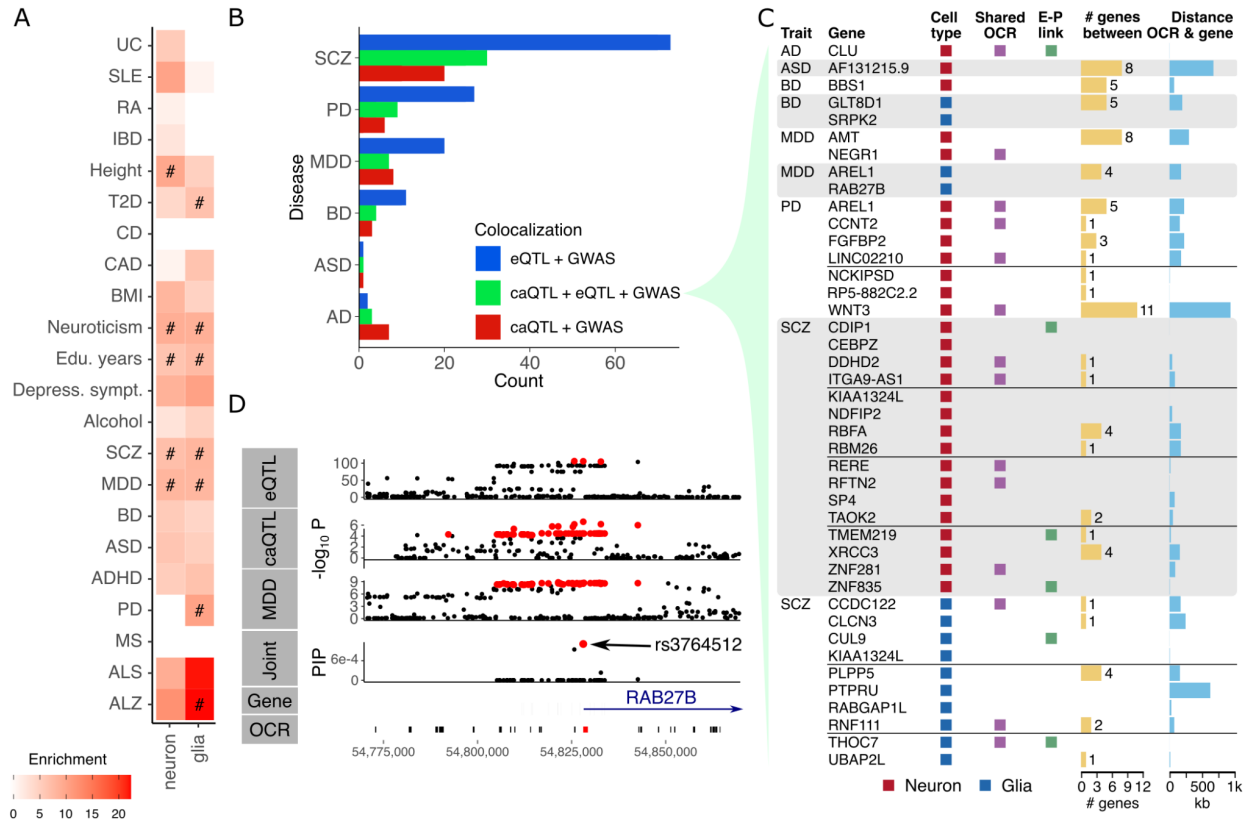 A
UC
SLE
RA
IBD
Height
#
T2D
#
CD
CAD
BMI
Neuroticism
# #
Edu. years
# #
Depress. sympt.
Alcohol
SCZ
# #
MDD
# #
BD
ASD
ADHD
PD
#
MS
ALS
ALZ
#
neuron
glia
Enrichment
0 5 10 15 20
B
Disease
SCZ
PD
MDD
BD
ASD
AD
Colocalization
eQTL + GWAS
caQTL + eQTL + GWAS
caQTL + GWAS
0 20 40 60
Count
D
eQTL
caQTL
MDD
Joint
Gene
OCR
-log10 P
100
50
0
6
4
2
0
9
6
3
0
PIP
6e-4
0
rs3764512
RAB27B
54,775,000 54,800,000 54,825,000 54,850,000
C
Trait Gene Cell type Shared OCR E-P link # genes between OCR & gene Distance
AD CLU
ASD AF131215.9 8
BD BBS1 5
BD GLT8D1 5
SRPK2
MDD AMT 8
NEGR1
MDD AREL1 4
RAB27B
PD AREL1 5
CCNT2 1
FGFBP2 3
LINC02210 1
NCKIPSD 1
RP5-882C2.2 1
WNT3 11
SCZ CDIP1
CEBPZ
DDHD2 1
ITGA9-AS1 1
KIAA1324L
NDFIP2
RBFA 4
RBM26 1
RERE
RFTN2
SP4
TAOK2 2
TMEM219 1
XRCC3 4
ZNF281
ZNF835
SCZ CCDC122 1
CLCN3 1
CUL9
KIAA1324L
PLPP5 4
PTPRU
RABGAP1L
RNF111 2
THOC7
UBAP2L 1
Neuron Glia
0 3 6 9 12
# genes
0 500 1k
kb